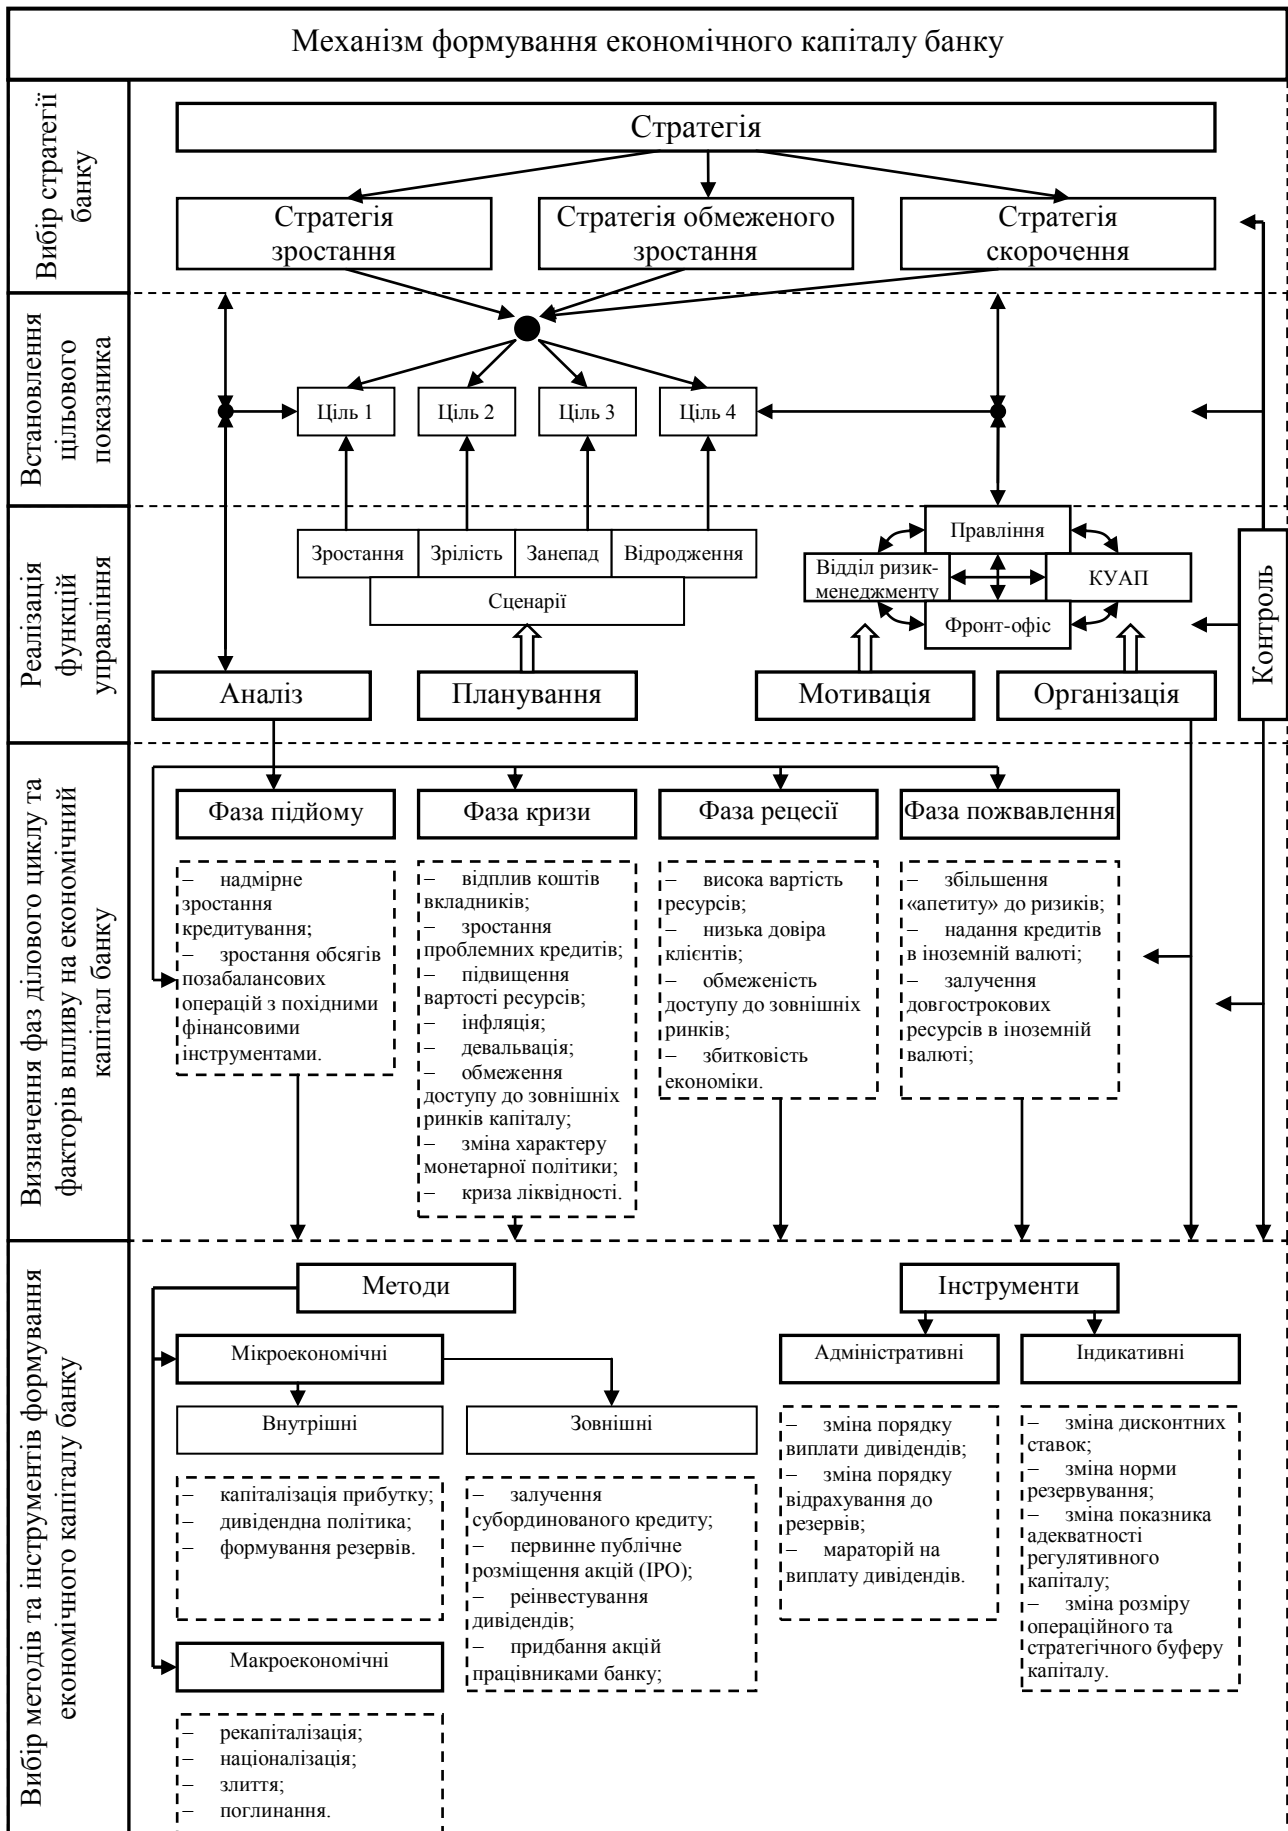 Механізм формування економічного капіталу банку
Вибір стратегії
банку
Стратегія
Стратегія
зростання
Стратегія обмеженого
зростання
Стратегія
скорочення
Встановлення
цільового
показника
Ціль 1
Ціль 2
Ціль 3
Ціль 4
Реалізація
функцій
управління
Зростання
Зрілість
Занепад
Відродження
Сценарії
Правління
Відділ ризик-
менеджменту
КУАП
Фронт-офіс
Контроль
Аналіз
Планування
Мотивація
Організація
Визначення фаз ділового циклу та
факторів впливу на економічний
капітал банку
Фаза підйому
Фаза кризи
Фаза рецесії
Фаза пожвавлення
– надмірне
зростання
кредитування;
– зростання обсягів
позабалансових
операцій з похідними
фінансовими
інструментами.
– відплив коштів
вкладників;
– зростання
проблемних кредитів;
– підвищення
вартості ресурсів;
– інфляція;
– девальвація;
– обмеження
доступу до зовнішніх
ринків капіталу;
– зміна характеру
монетарної політики;
– криза ліквідності.
– висока вартість
ресурсів;
– низька довіра
клієнтів;
– обмеженість
доступу до зовнішніх
ринків;
– збитковість
економіки.
– збільшення
«апетиту» до ризиків;
– надання кредитів
в іноземній валюті;
– залучення
довгострокових
ресурсів в іноземній
валюті;
Вибір методів та інструментів формування
економічного капіталу банку
Методи
Інструменти
Мікроекономічні
Адміністративні
Індикативні
Внутрішні
Зовнішні
– капіталізація прибутку;
– дивідендна політика;
– формування резервів.
– залучення
субординованого кредиту;
– первинне публічне
розміщення акцій (IPO);
– реінвестування
дивідендів;
– придбання акцій
працівниками банку;
– зміна порядку
виплати дивідендів;
– зміна порядку
відрахування до
резервів;
– мараторій на
виплату дивідендів.
– зміна дисконтних
ставок;
– зміна норми
резервування;
– зміна показника
адекватності
регулятивного
капіталу;
– зміна розміру
операційного та
стратегічного буферу
капіталу.
Макроекономічні
– рекапіталізація;
– націоналізація;
– злиття;
– поглинання.